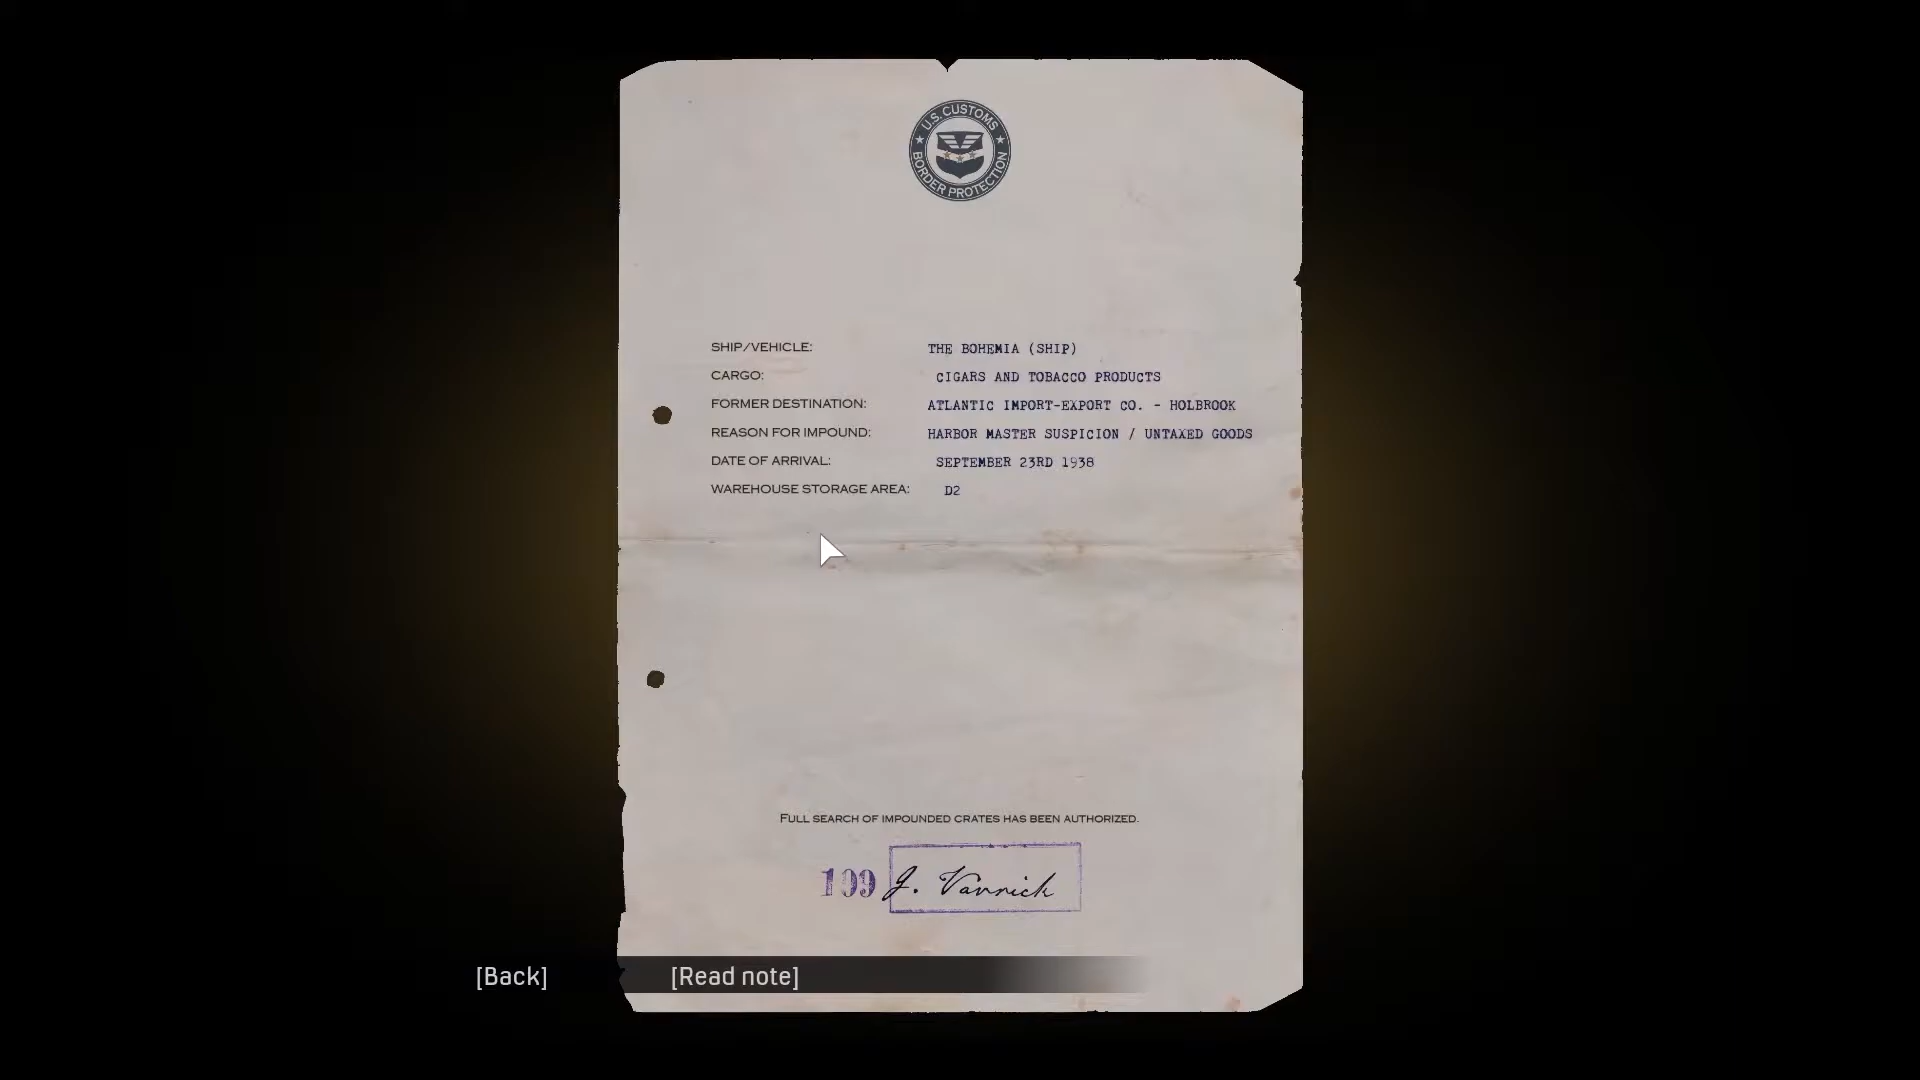 U.S. CUSTOMS
BORDER PROTECTION
SHIP/VEHICLE: THE BOHEMIA (SHIP)
CARGO: CIGARS AND TOBACCO PRODUCTS
FORMER DESTINATION: ATLANTIC IMPORT-EXPORT CO. - HOLBROOK
REASON FOR IMPOUND: HARBOR MASTER SUSPICION / UNTAXED GOODS
DATE OF ARRIVAL: SEPTEMBER 23RD 1938
WAREHOUSE STORAGE AREA: D2
FULL SEARCH OF IMPOUNDED CRATES HAS BEEN AUTHORIZED.
199 J. Vanrick
[Back] [Read note]